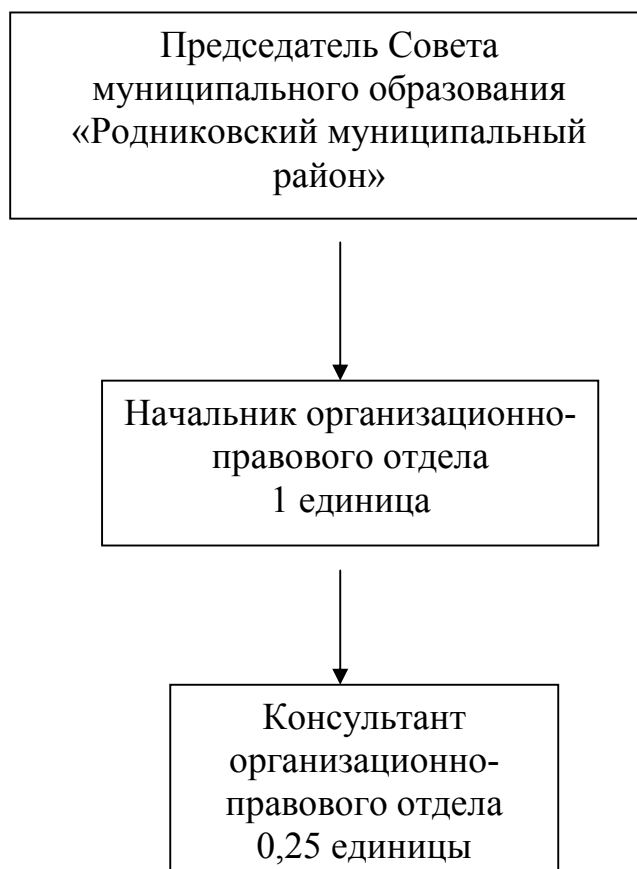 Председатель Совета
муниципального образования
«Родниковский муниципальный
район»
Начальник организационно-
правового отдела
1 единица
Консультант
организационно-
правового отдела
0,25 единицы